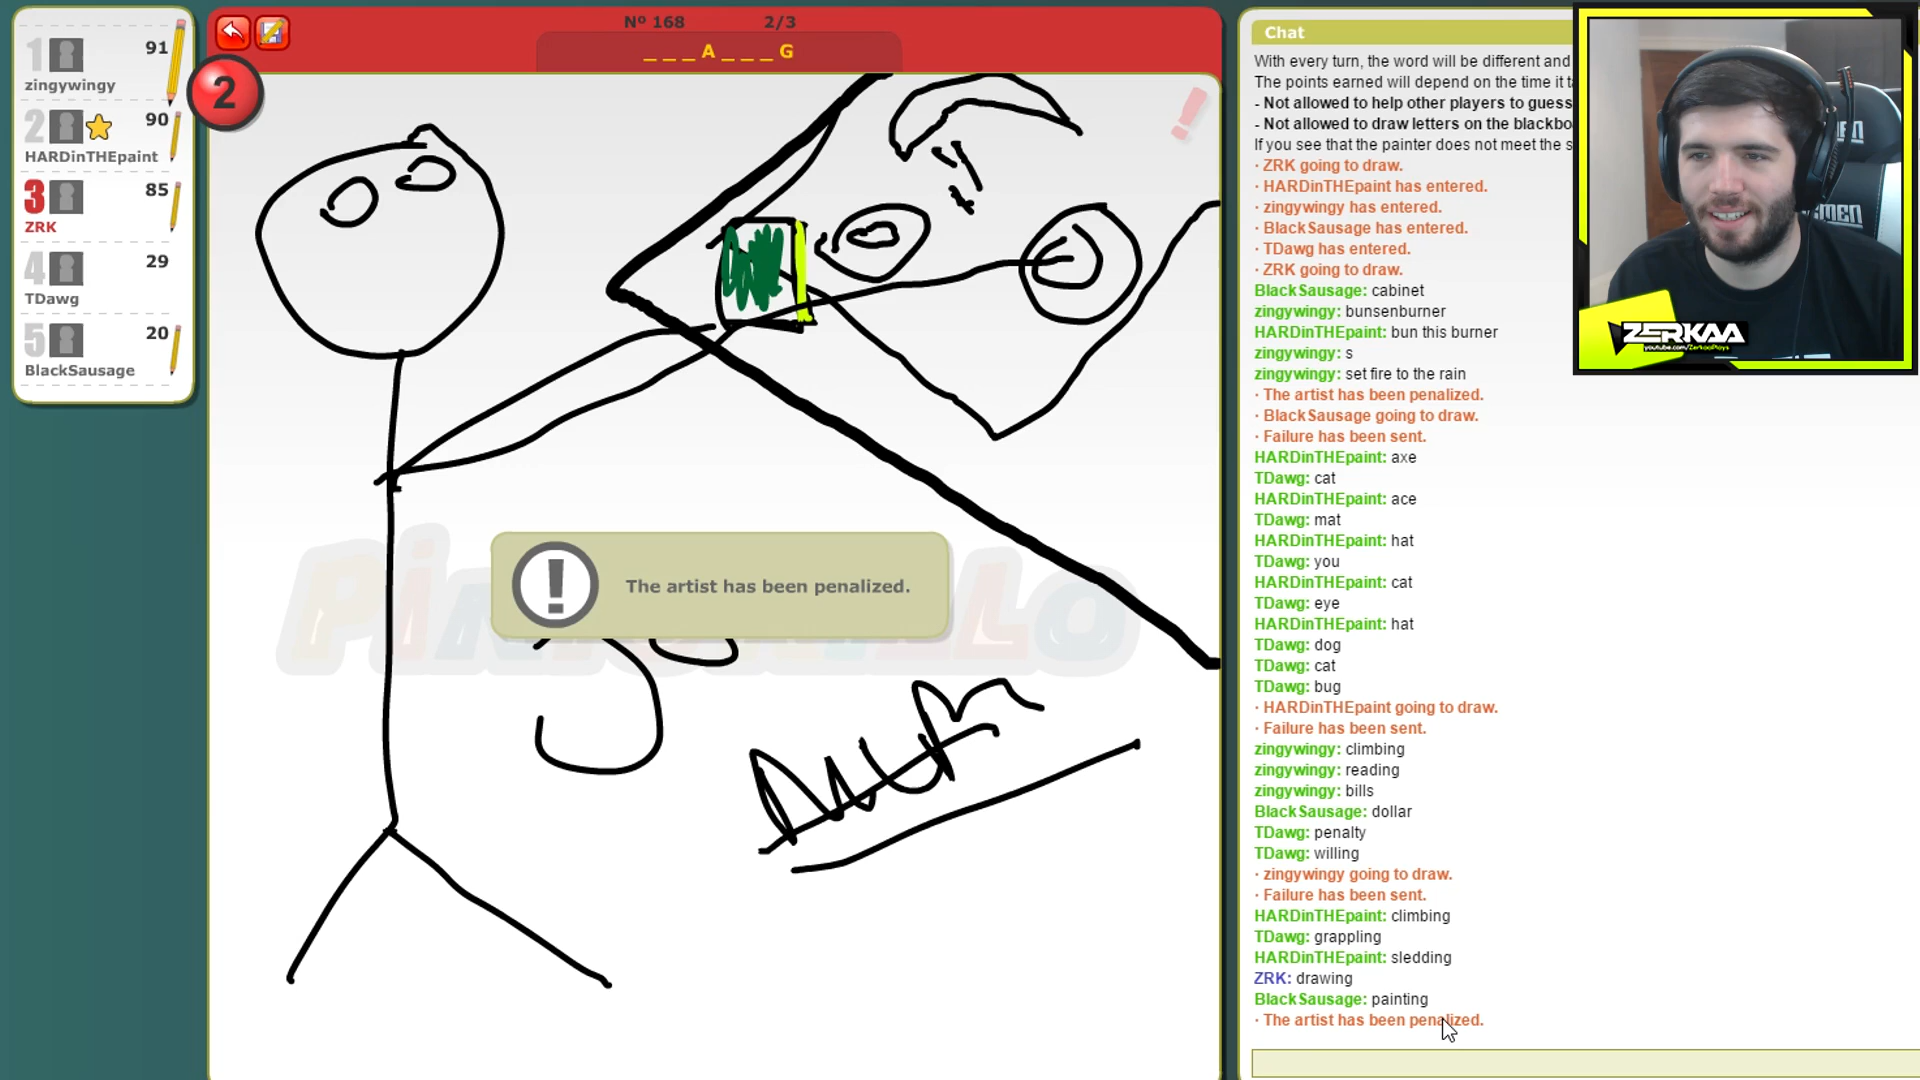 1
91
zingywingy
2
90
HARDinTHEpaint
3
85
ZRK
4
29
TDawg
5
20
BlackSausage
2
Nº 168 2/3
_ _ _ A _ _ _ G
The artist has been penalized.
Chat
With every turn, the word will be different and
The points earned will depend on the time it ta
- Not allowed to help other players to guess
- Not allowed to draw letters on the blackbo
If you see that the painter does not meet the s
· ZRK going to draw.
· HARDinTHEpaint has entered.
· zingywingy has entered.
· BlackSausage has entered.
· TDawg has entered.
· ZRK going to draw.
BlackSausage: cabinet
zingywingy: bunsenburner
HARDinTHEpaint: bun this burner
zingywingy: s
zingywingy: set fire to the rain
· The artist has been penalized.
· BlackSausage going to draw.
· Failure has been sent.
HARDinTHEpaint: axe
TDawg: cat
HARDinTHEpaint: ace
TDawg: mat
HARDinTHEpaint: hat
TDawg: you
HARDinTHEpaint: cat
TDawg: eye
HARDinTHEpaint: hat
TDawg: dog
TDawg: cat
TDawg: bug
· HARDinTHEpaint going to draw.
· Failure has been sent.
zingywingy: climbing
zingywingy: reading
zingywingy: bills
BlackSausage: dollar
TDawg: penalty
TDawg: willing
· zingywingy going to draw.
· Failure has been sent.
HARDinTHEpaint: climbing
TDawg: grappling
HARDinTHEpaint: sledding
ZRK: drawing
BlackSausage: painting
· The artist has been penalized.
ZERKAA
youtube.com/ZerkaaPlays